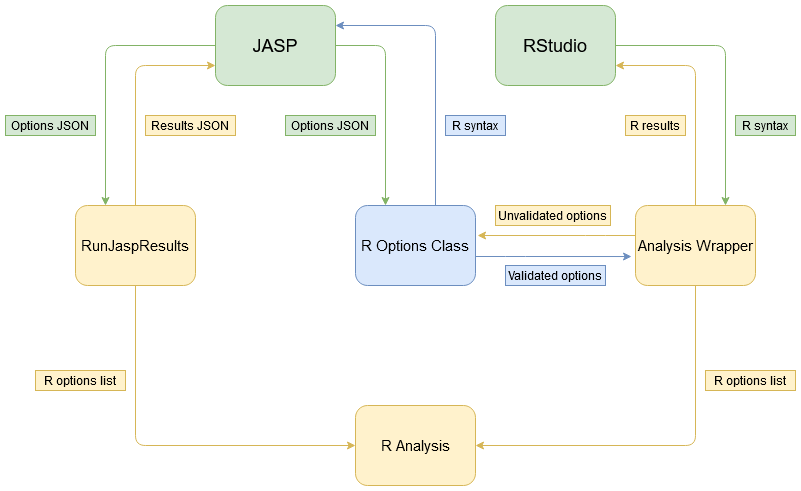 JASP
RStudio
Options JSON
Results JSON
Options JSON
R syntax
R results
R syntax
Unvalidated options
RunJaspResults
R Options Class
Analysis Wrapper
Validated options
R options list
R options list
R Analysis